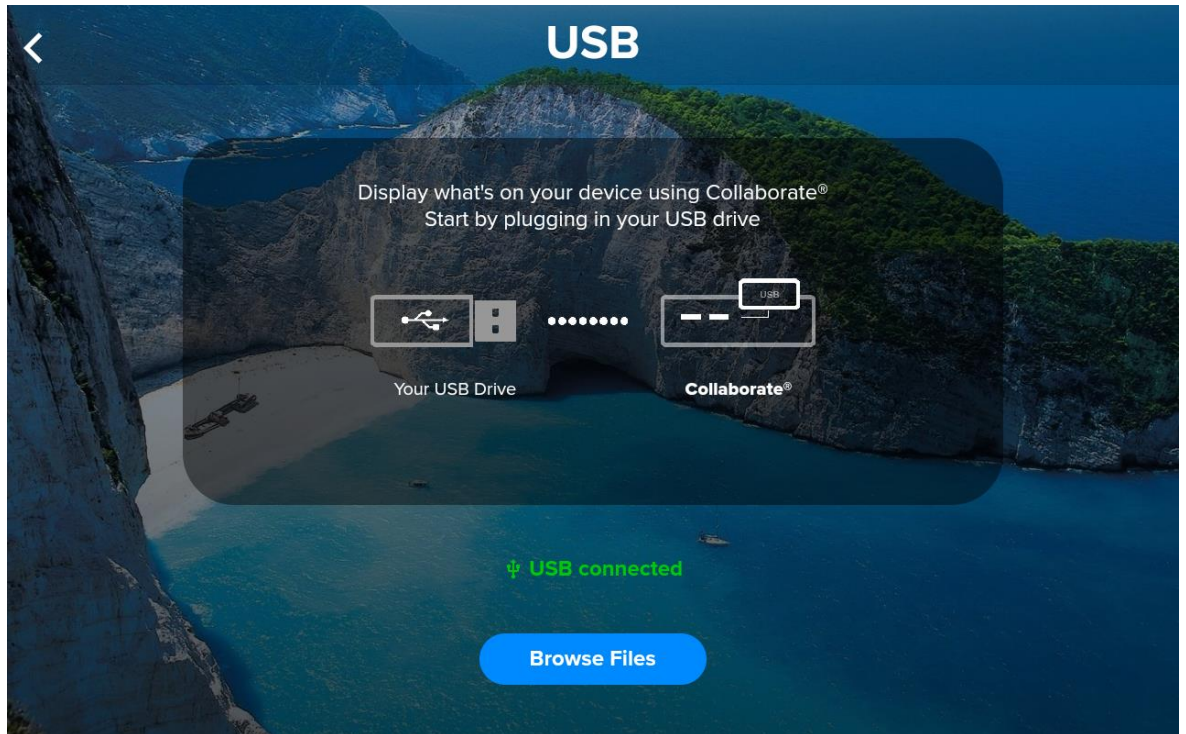 USB
Display what's on your device using Collaborate®
Start by plugging in your USB drive
USB
Your USB Drive
Collaborate®
USB connected
Browse Files